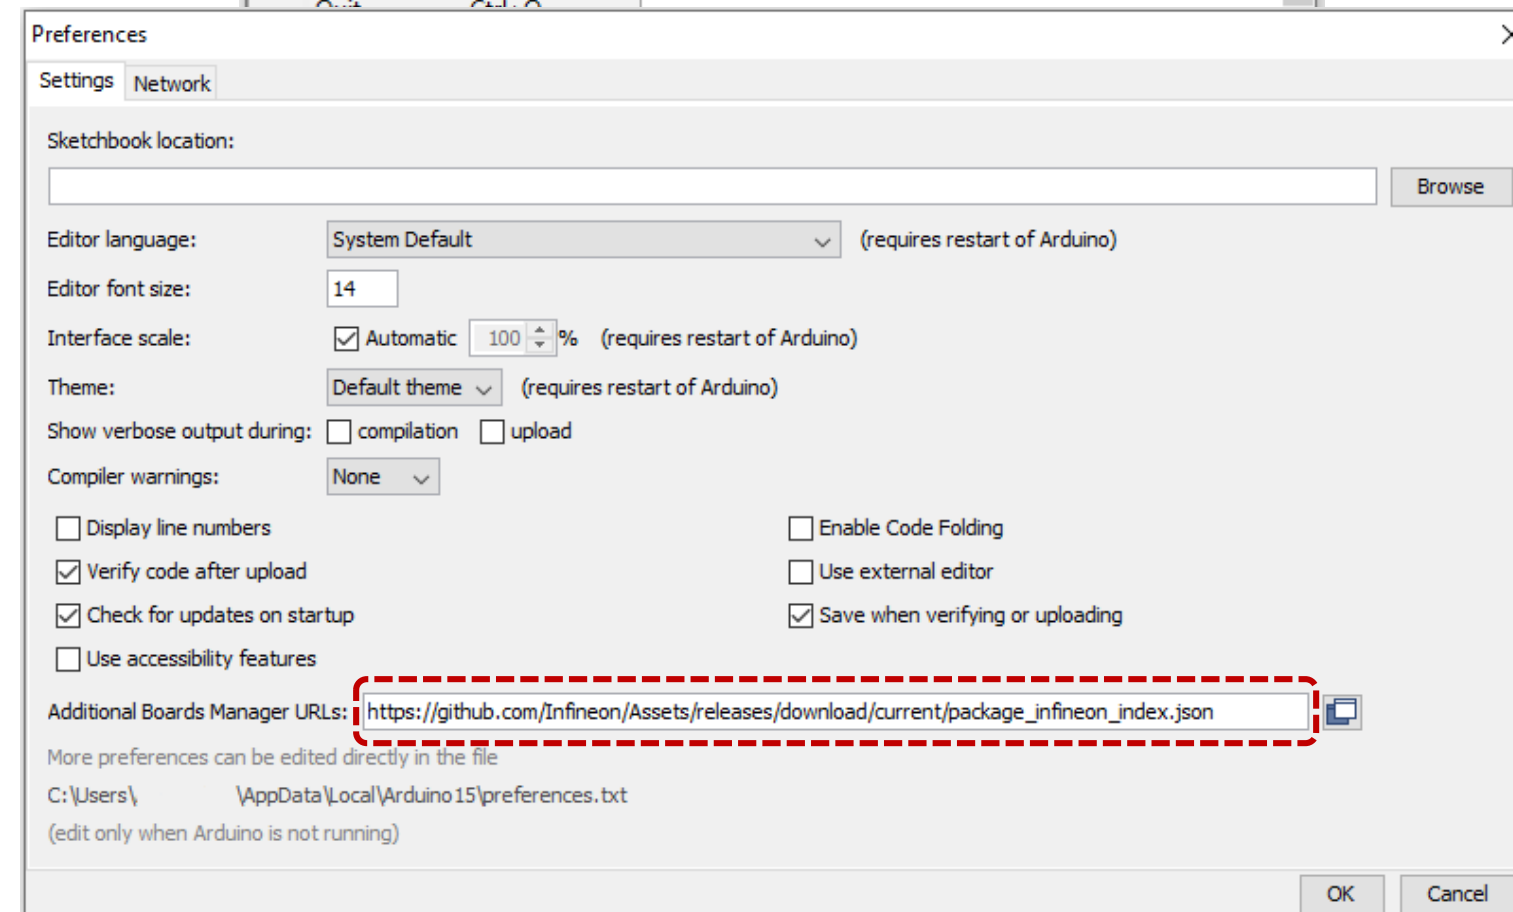 Quit Ctrl+Q
Preferences
Settings Network
Sketchbook location:
Browse
Editor language: System Default (requires restart of Arduino)
Editor font size: 14
Interface scale: Automatic 100 % (requires restart of Arduino)
Theme: Default theme (requires restart of Arduino)
Show verbose output during: compilation upload
Compiler warnings: None
Display line numbers Enable Code Folding
Verify code after upload Use external editor
Check for updates on startup Save when verifying or uploading
Use accessibility features
Additional Boards Manager URLs: https://github.com/Infineon/Assets/releases/download/current/package_infineon_index.json
More preferences can be edited directly in the file
C:\Users\ \AppData\Local\Arduino15\preferences.txt
(edit only when Arduino is not running)
OK Cancel